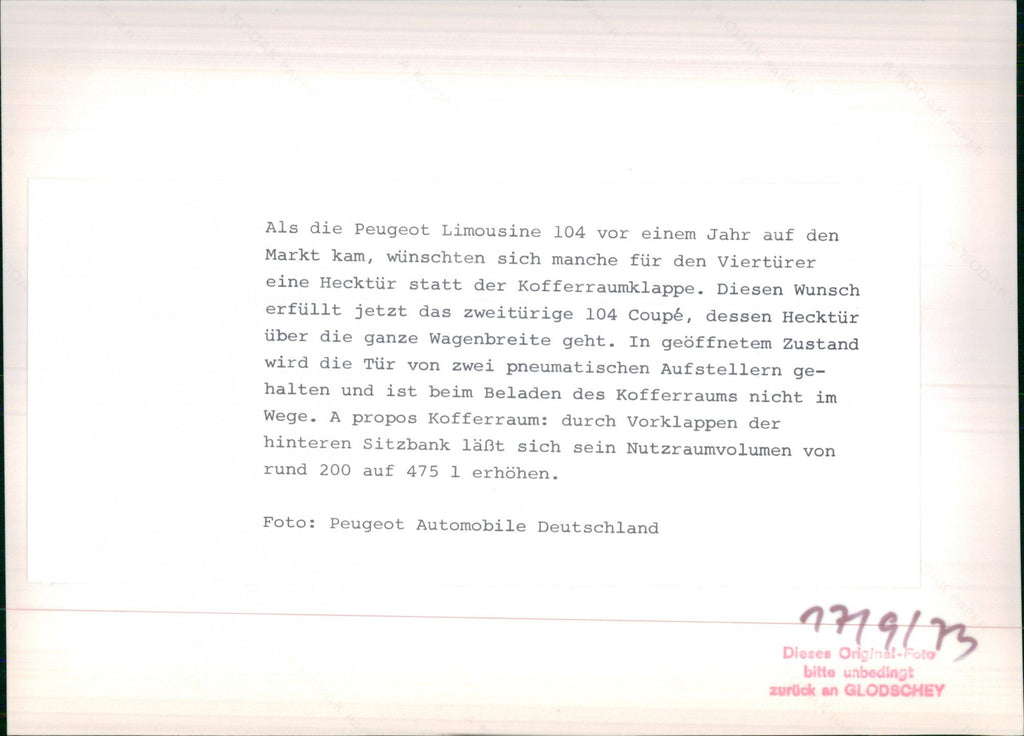 Als die Peugeot Limousine 104 vor einem Jahr auf den
Markt kam, wünschten sich manche für den Viertürer
eine Hecktür statt der Kofferraumklappe. Diesen Wunsch
erfüllt jetzt das zweitürige 104 Coupé, dessen Hecktür
über die ganze Wagenbreite geht. In geöffnetem Zustand
wird die Tür von zwei pneumatischen Aufstellern ge-
halten und ist beim Beladen des Kofferraums nicht im
Wege. A propos Kofferraum: durch Vorklappen der
hinteren Sitzbank läßt sich sein Nutzraumvolumen von
rund 200 auf 475 l erhöhen.
Foto: Peugeot Automobile Deutschland
17/9/73
Dieses Original-Foto
bitte unbedingt
zurück an GLODSCHEY